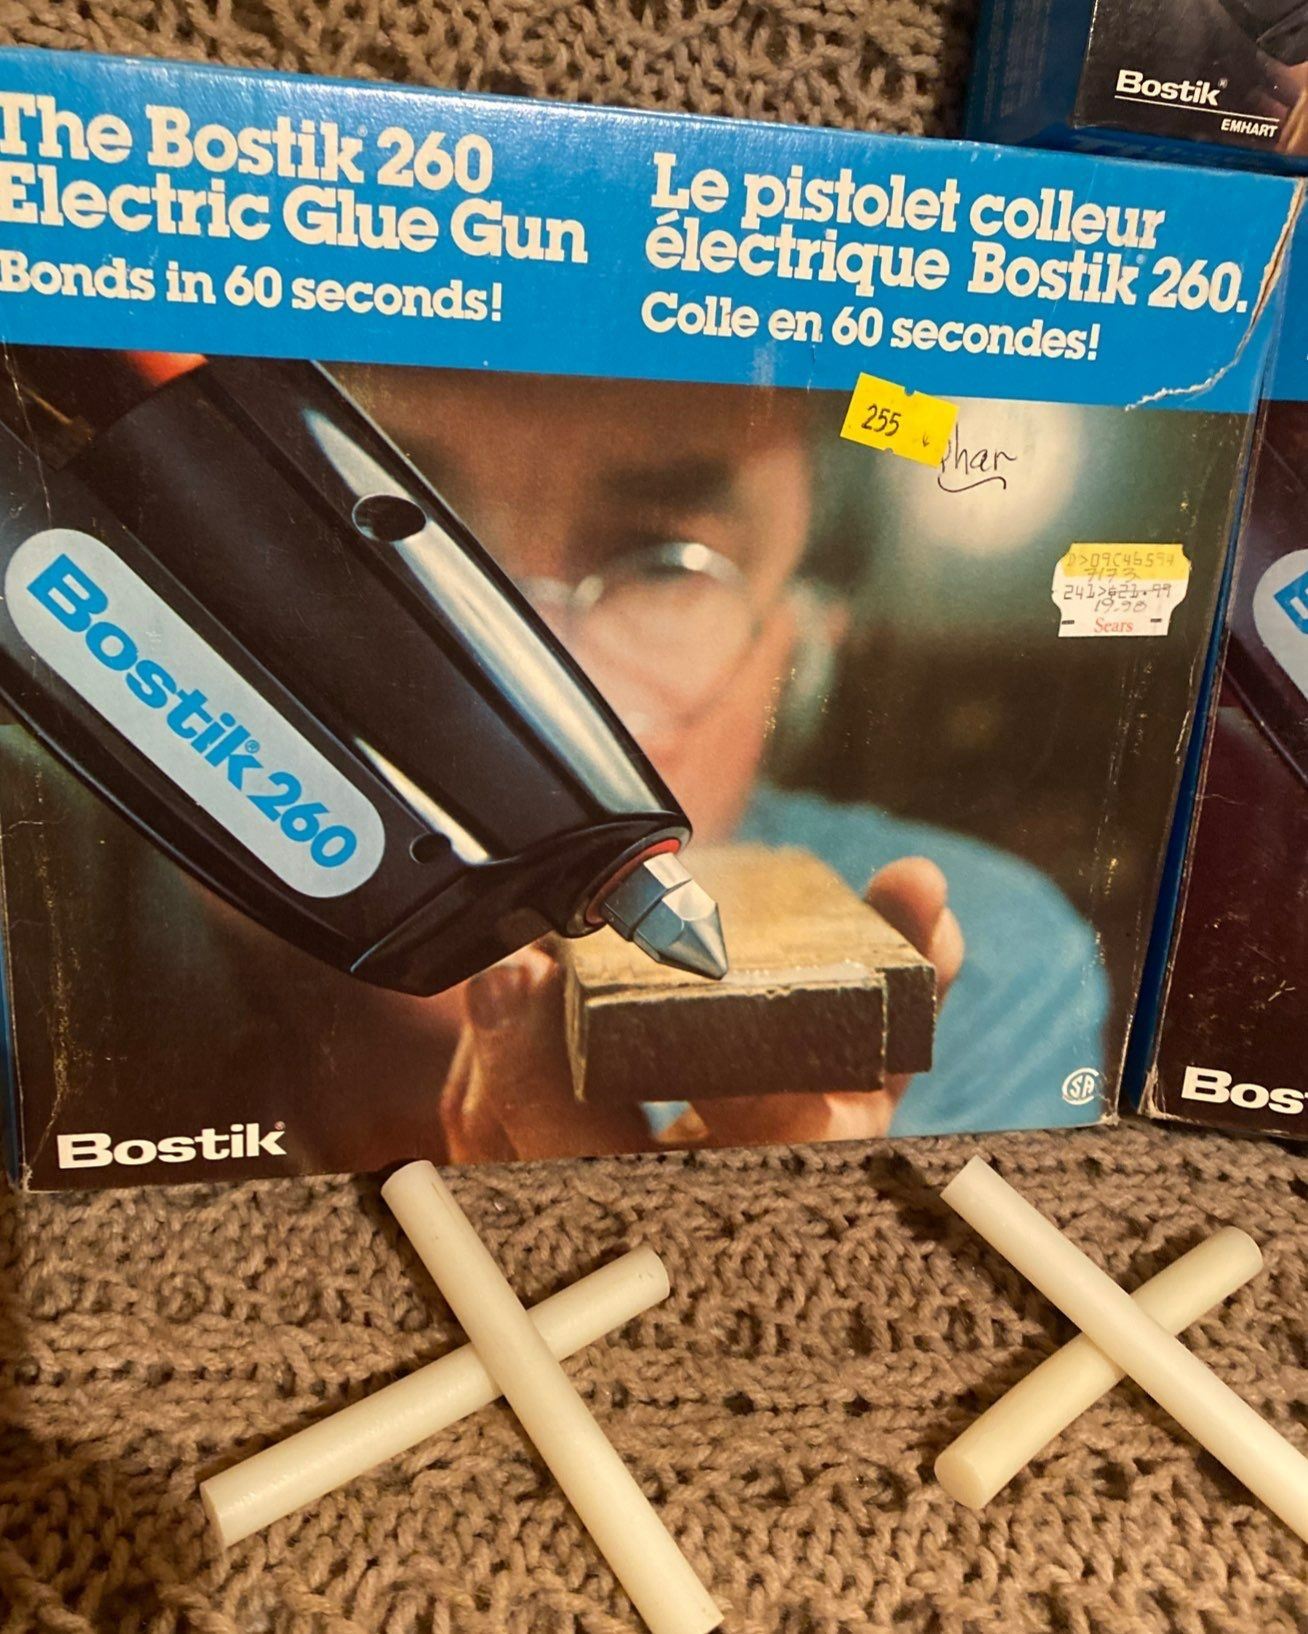 The Bostik 260
Electric Glue Gun
Bonds in 60 seconds!
Le pistolet colleur
électrique Bostik 260.
Colle en 60 secondes!
Bostik®
EMHART
255
Bostik® 260
19.98
Sears
Bostik
Bos